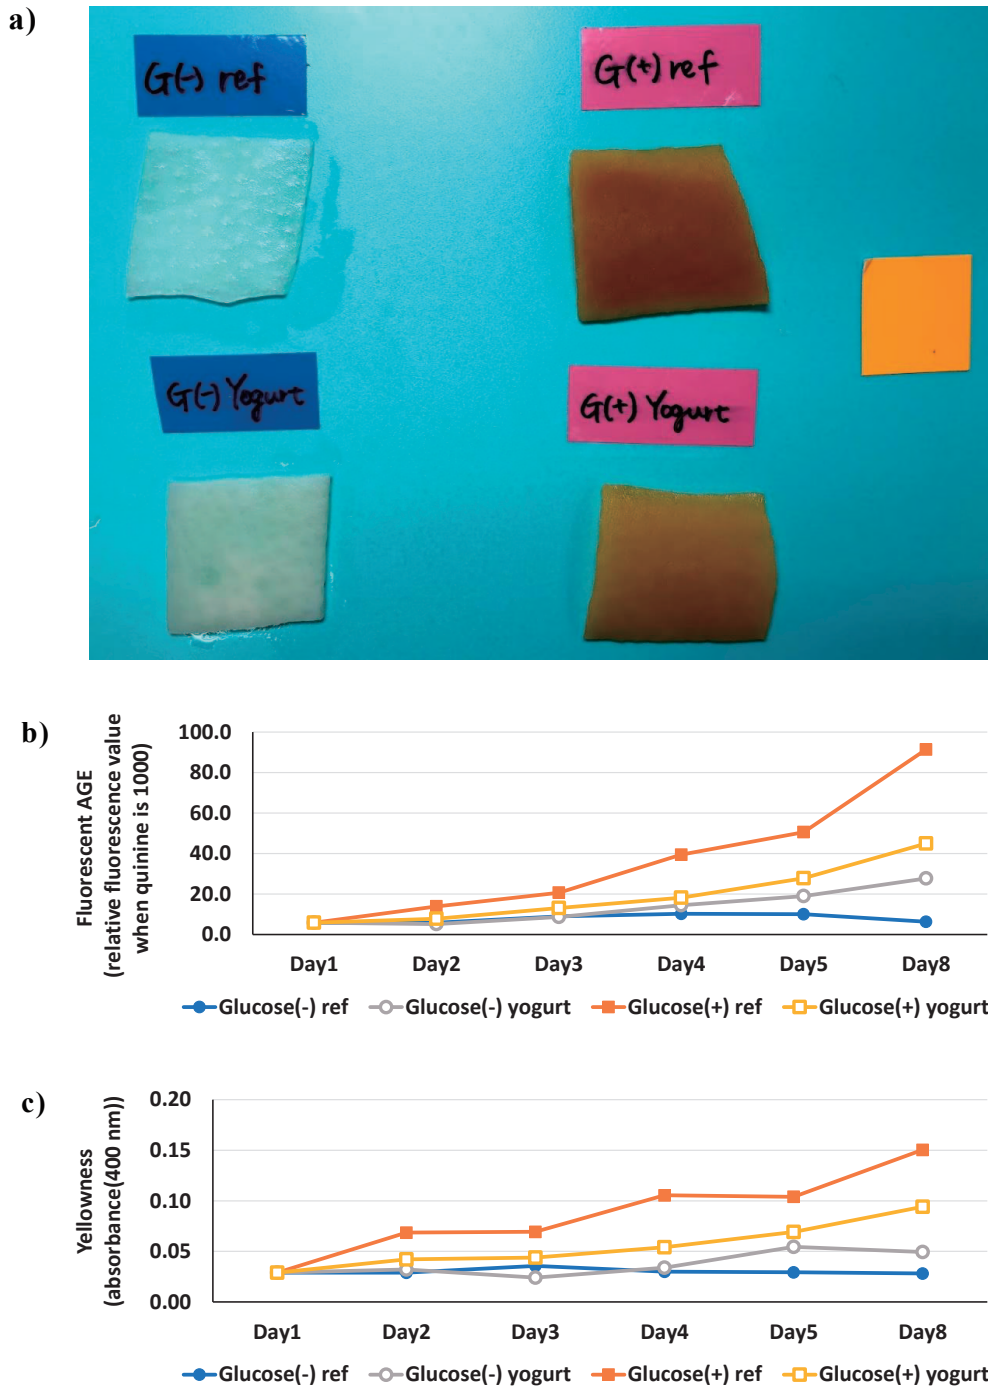 a)
G(-) ref
G(+) ref
G(-) Yogurt
G(+) Yogurt
b)
Fluorescent AGE
(relative fluorescence value
when quinine is 1000)
100.0
80.0
60.0
40.0
20.0
0.0
Day1 Day2 Day3 Day4 Day5 Day8
Glucose(-) ref Glucose(-) yogurt Glucose(+) ref Glucose(+) yogurt
c)
Yellowness
(absorbance(400 nm))
0.20
0.15
0.10
0.05
0.00
Day1 Day2 Day3 Day4 Day5 Day8
Glucose(-) ref Glucose(-) yogurt Glucose(+) ref Glucose(+) yogurt